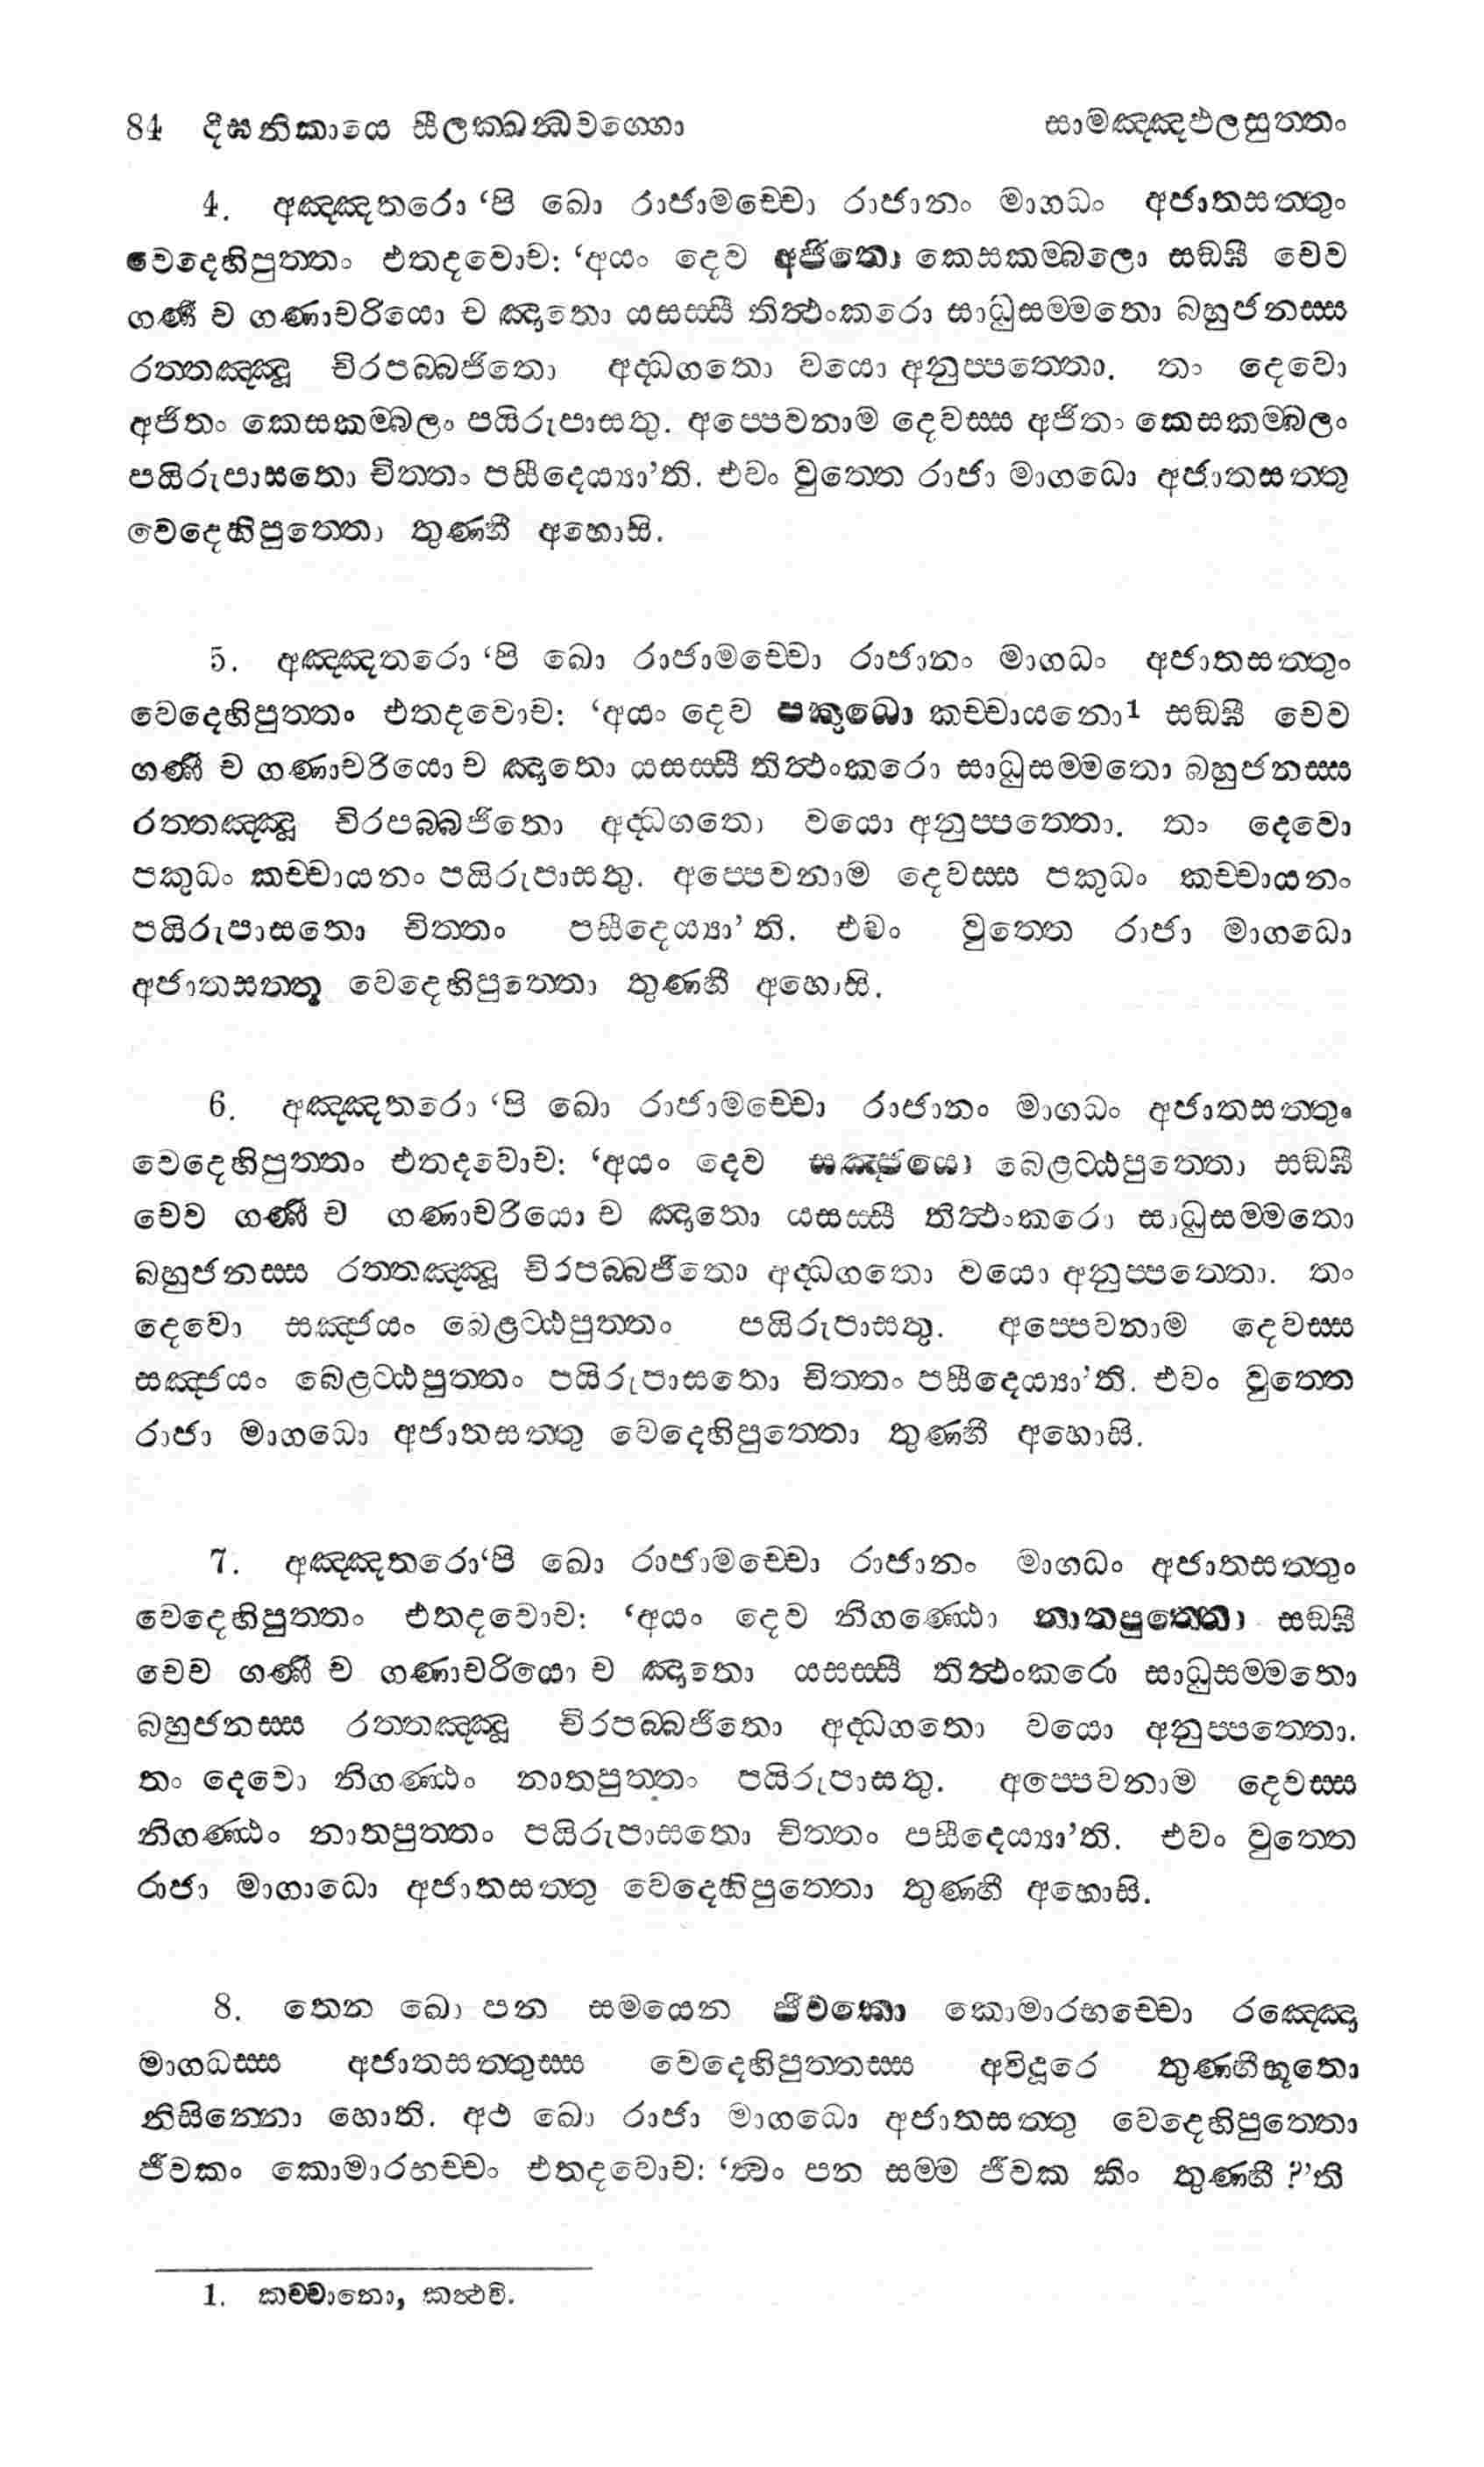 84 දීඝනිකායෙ සීලක්ඛන්ධවග්ගො සාමඤ්ඤඵලසුත්තං
4. අඤ්ඤතරො ‘පි ඛො රාජාමච්චො රාජානං මාගධං අජාතසත්තුං
වෙදෙහිපුත්තං එතදවොච: ‘අයං දෙව අජිතො කෙසකම්බලො සඞ්ඝී චෙව
ගණී ච ගණාචරියො ච ඤාතො යසස්සී තිත්ථංකරො සාධුසම්මතො බහුජනස්ස
රත්තඤ්ඤූ චිරපබ්බජිතො අද්ධගතො වයො අනුප්පත්තො. තං දෙවො
අජිතං කෙසකම්බලං පයිරුපාසතු. අප්පෙවනාම දෙවස්ස අජිතං කෙසකම්බලං
පයිරුපාසතො චිත්තං පසීදෙය්‍යා’ති. එවං වුත්තෙ රාජා මාගධො අජාතසත්තු
වෙදෙහිපුත්තො තුණ්හී අහොසි.
5. අඤ්ඤතරො ‘පි ඛො රාජාමච්චො රාජානං මාගධං අජාතසත්තුං
වෙදෙහිපුත්තං එතදවොච: ‘අයං දෙව පකුධො කච්චායනො1 සඞ්ඝී චෙව
ගණී ච ගණාචරියො ච ඤාතො යසස්සී තිත්ථංකරො සාධුසම්මතො බහුජනස්ස
රත්තඤ්ඤූ චිරපබ්බජිතො අද්ධගතො වයො අනුප්පත්තො. තං දෙවො
පකුධං කච්චායනං පයිරුපාසතු. අප්පෙවනාම දෙවස්ස පකුධං කච්චායනං
පයිරුපාසතො චිත්තං පසීදෙය්‍යා’ති. එවං වුත්තෙ රාජා මාගධො
අජාතසත්තු වෙදෙහිපුත්තො තුණ්හී අහොසි.
6. අඤ්ඤතරො ‘පි ඛො රාජාමච්චො රාජානං මාගධං අජාතසත්තුං
වෙදෙහිපුත්තං එතදවොච: ‘අයං දෙව සඤ්ජයො බෙළට්ඨපුත්තො සඞ්ඝී
චෙව ගණී ච ගණාචරියො ච ඤාතො යසස්සී තිත්ථංකරො සාධුසම්මතො
බහුජනස්ස රත්තඤ්ඤූ චිරපබ්බජිතො අද්ධගතො වයො අනුප්පත්තො. තං
දෙවො සඤ්ජයං බෙළට්ඨපුත්තං පයිරුපාසතු. අප්පෙවනාම දෙවස්ස
සඤ්ජයං බෙළට්ඨපුත්තං පයිරුපාසතො චිත්තං පසීදෙය්‍යා’ති. එවං වුත්තෙ
රාජා මාගධො අජාතසත්තු වෙදෙහිපුත්තො තුණ්හී අහොසි.
7. අඤ්ඤතරො‘පි ඛො රාජාමච්චො රාජානං මාගධං අජාතසත්තුං
වෙදෙහිපුත්තං එතදවොච: ‘අයං දෙව නිගණ්ඨො නාතපුත්තො සඞ්ඝී
චෙව ගණී ච ගණාචරියො ච ඤාතො යසස්සී තිත්ථංකරො සාධුසම්මතො
බහුජනස්ස රත්තඤ්ඤූ චිරපබ්බජිතො අද්ධගතො වයො අනුප්පත්තො.
තං දෙවො නිගණ්ඨං නාතපුත්තං පයිරුපාසතු. අප්පෙවනාම දෙවස්ස
නිගණ්ඨං නාතපුත්තං පයිරුපාසතො චිත්තං පසීදෙය්‍යා’ති. එවං වුත්තෙ
රාජා මාගාධො අජාතසත්තු වෙදෙහිපුත්තො තුණ්හී අහොසි.
8. තෙන ඛො පන සමයෙන ජීවකො කොමාරභච්චො රඤ්ඤො
මාගධස්ස අජාතසත්තුස්ස වෙදෙහිපුත්තස්ස අවිදූරෙ තුණ්හීභූතො
නිසින්නො හොති. අථ ඛො රාජා මාගධො අජාතසත්තු වෙදෙහිපුත්තො
ජීවකං කොමාරභච්චං එතදවොච: ‘ත්වං පන සම්ම ජීවක කිං තුණ්හී ?’ති
1. කච්චානො, කත්ථචි.